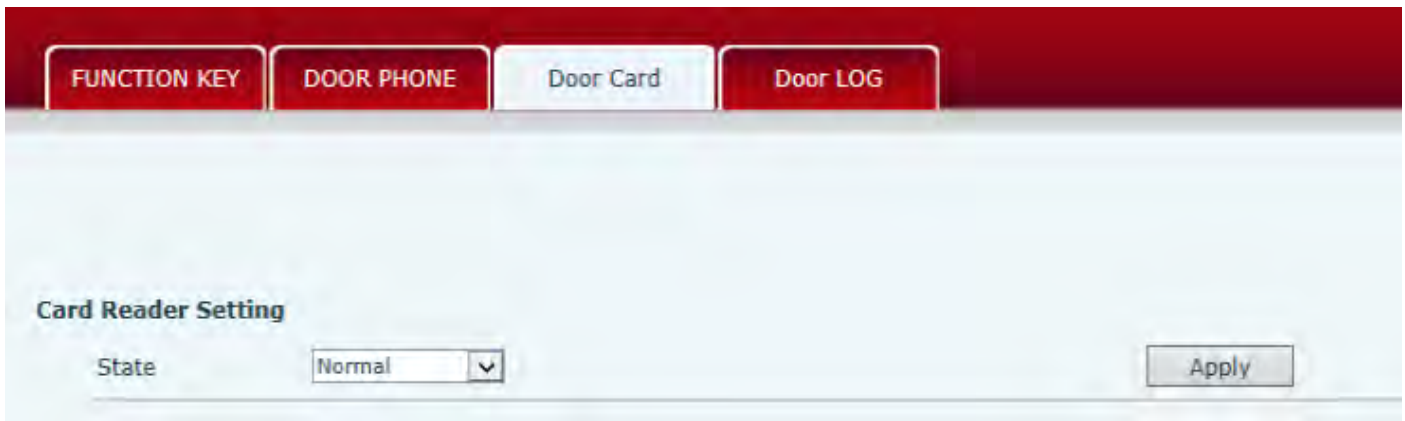 FUNCTION KEY DOOR PHONE Door Card Door LOG
Card Reader Setting
State Normal Apply